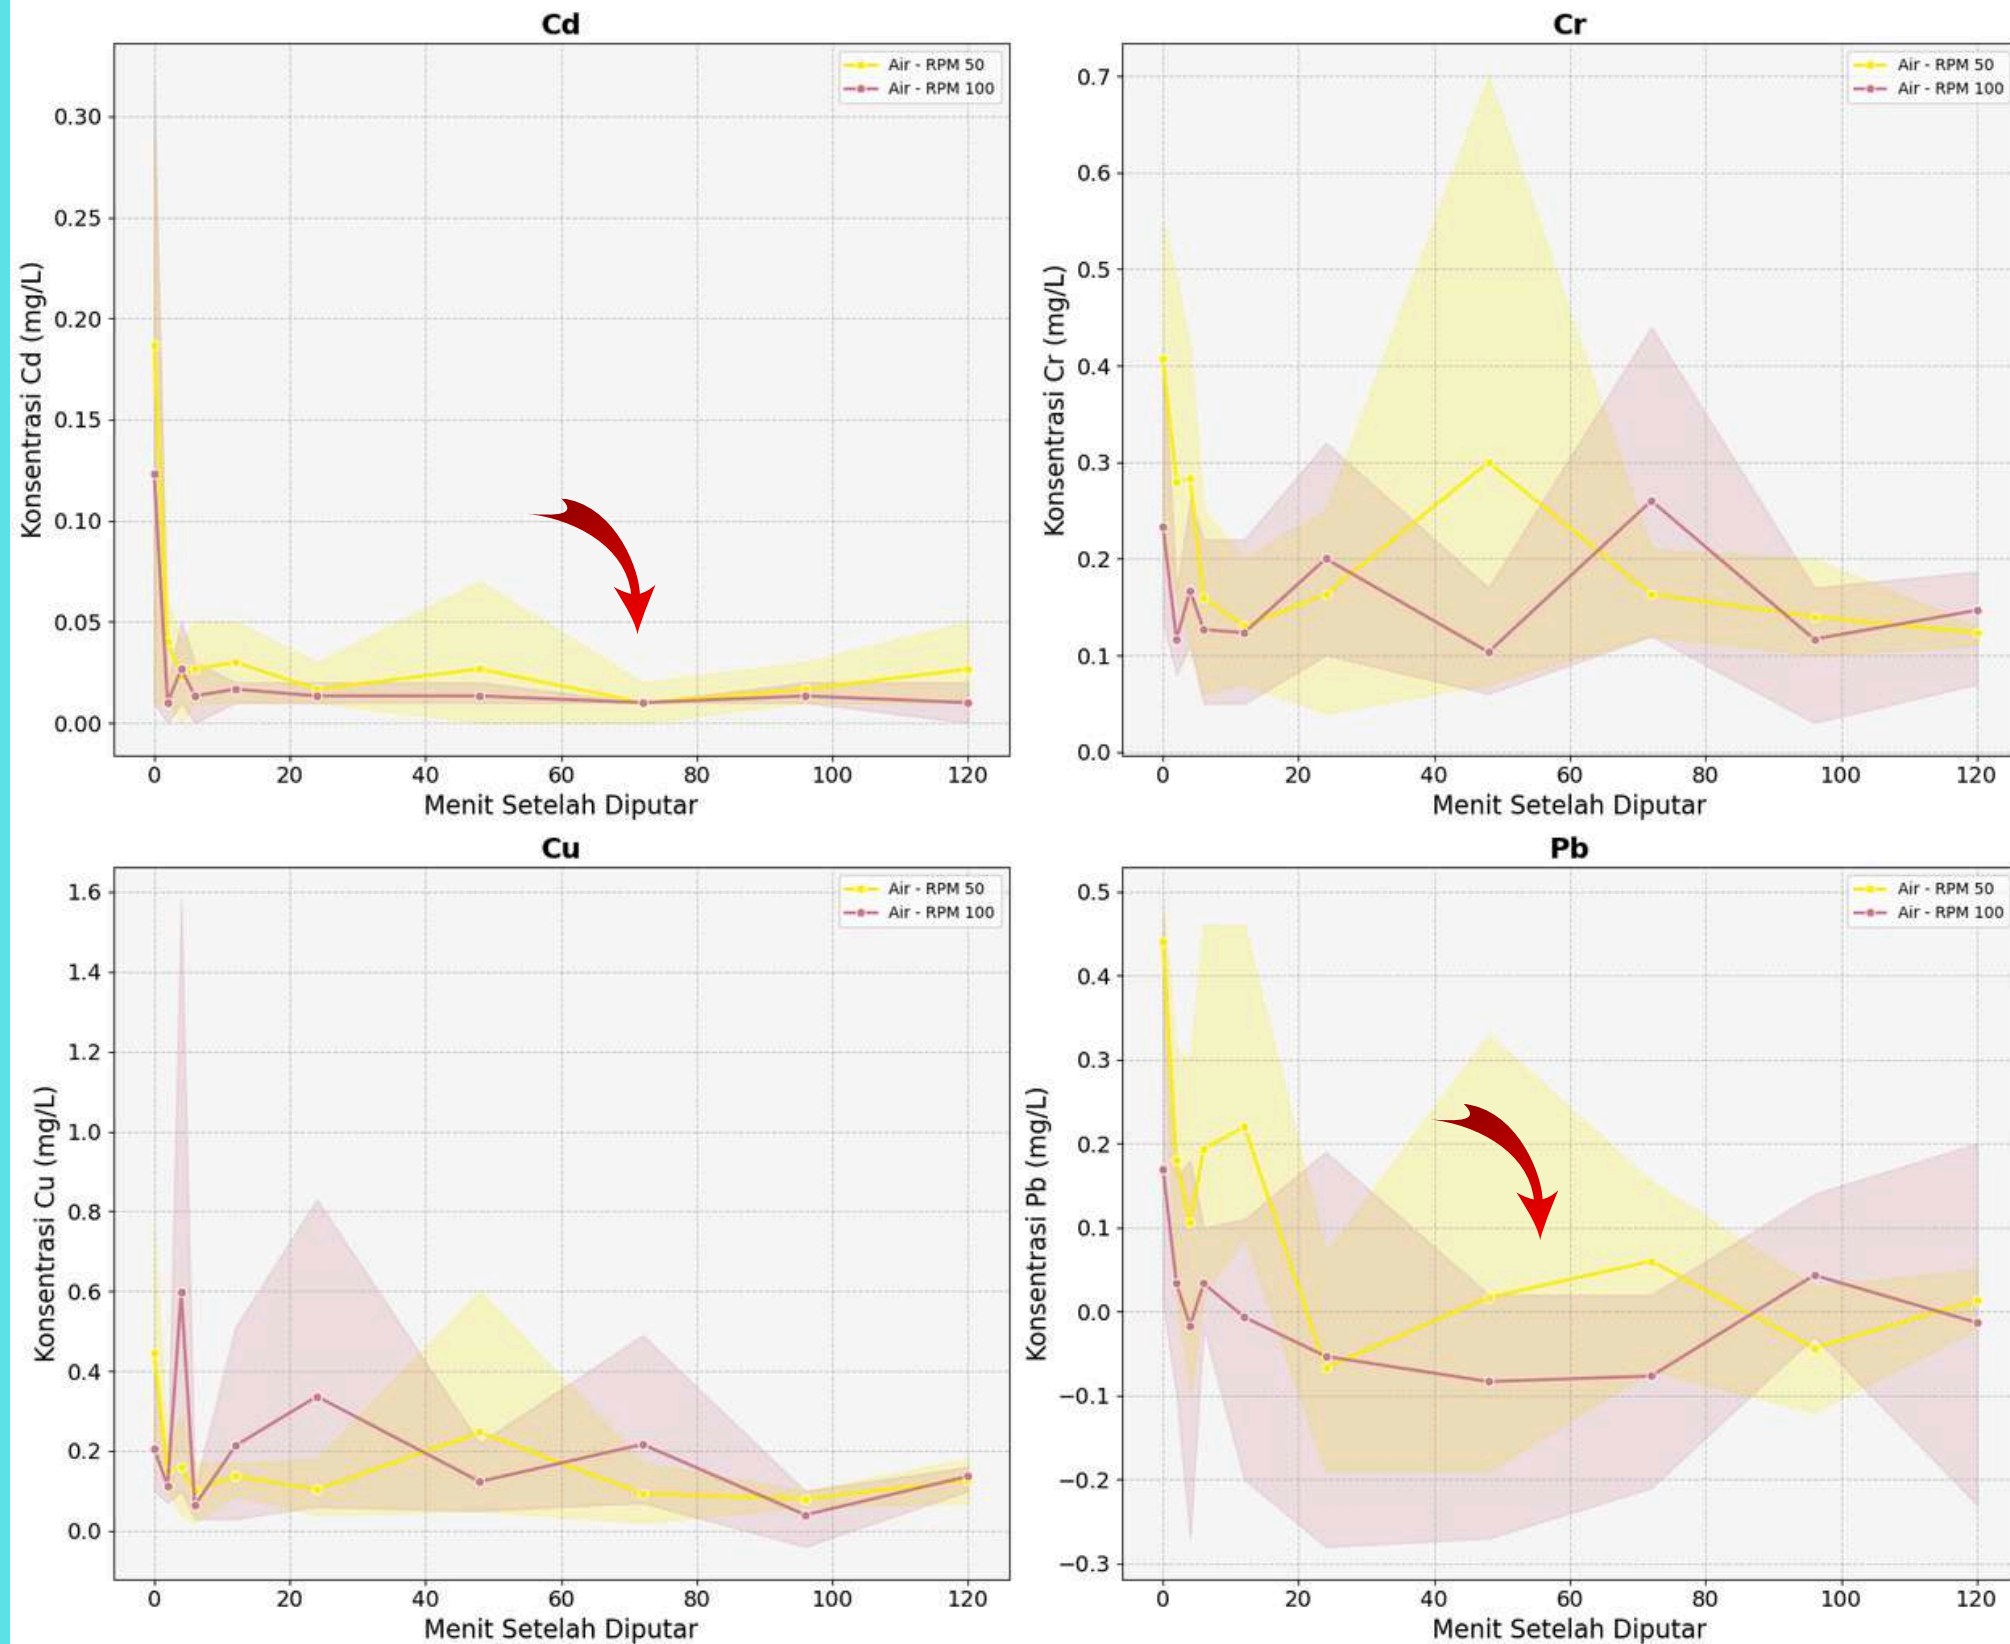 Cd
Air - RPM 50
Air - RPM 100
0.30
0.25
0.20
0.15
0.10
0.05
0.00
Konsentrasi Cd (mg/L)
0 20 40 60 80 100 120
Menit Setelah Diputar
Cr
Air - RPM 50
Air - RPM 100
0.7
0.6
0.5
0.4
0.3
0.2
0.1
0.0
Konsentrasi Cr (mg/L)
0 20 40 60 80 100 120
Menit Setelah Diputar
Cu
Air - RPM 50
Air - RPM 100
1.6
1.4
1.2
1.0
0.8
0.6
0.4
0.2
0.0
Konsentrasi Cu (mg/L)
0 20 40 60 80 100 120
Menit Setelah Diputar
Pb
Air - RPM 50
Air - RPM 100
0.5
0.4
0.3
0.2
0.1
0.0
−0.1
−0.2
−0.3
Konsentrasi Pb (mg/L)
0 20 40 60 80 100 120
Menit Setelah Diputar